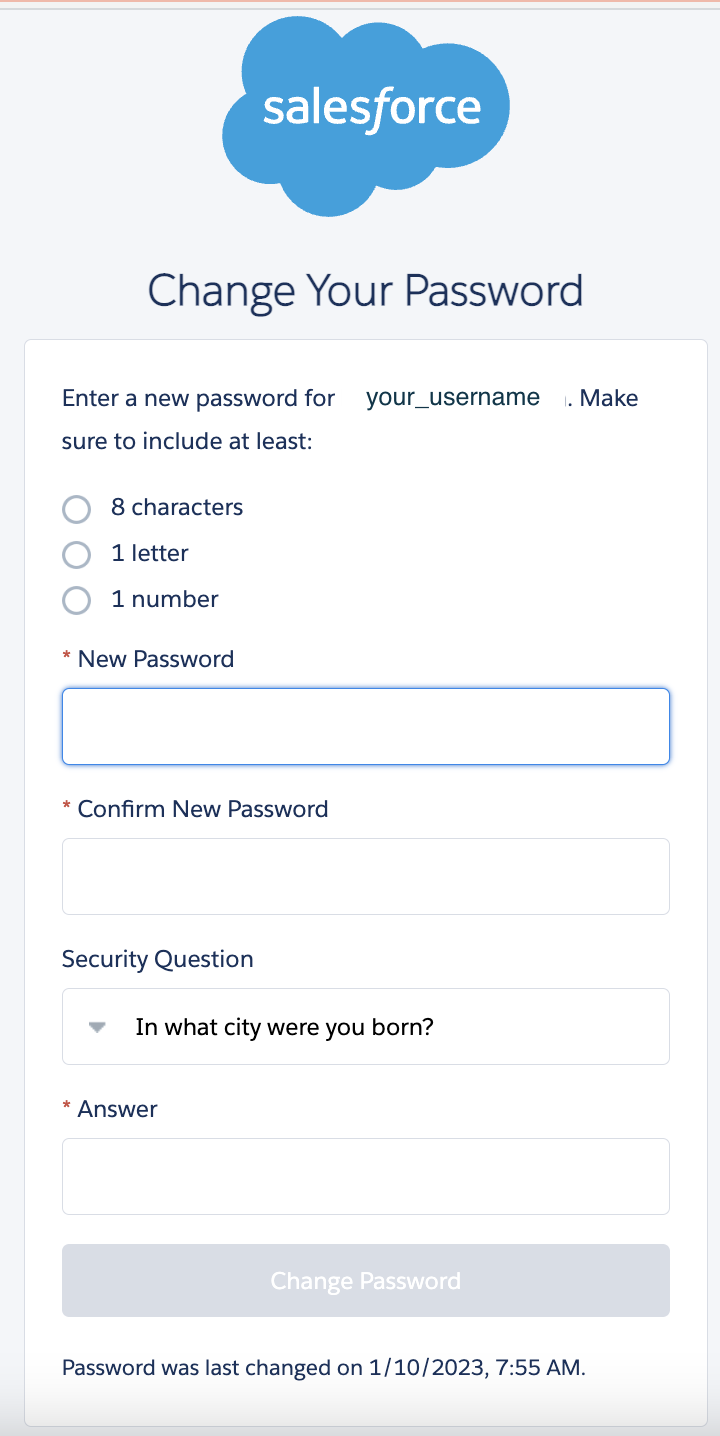 salesforce
Change Your Password
Enter a new password for your_username . Make
sure to include at least:
8 characters
1 letter
1 number
* New Password
* Confirm New Password
Security Question
In what city were you born?
* Answer
Change Password
Password was last changed on 1/10/2023, 7:55 AM.